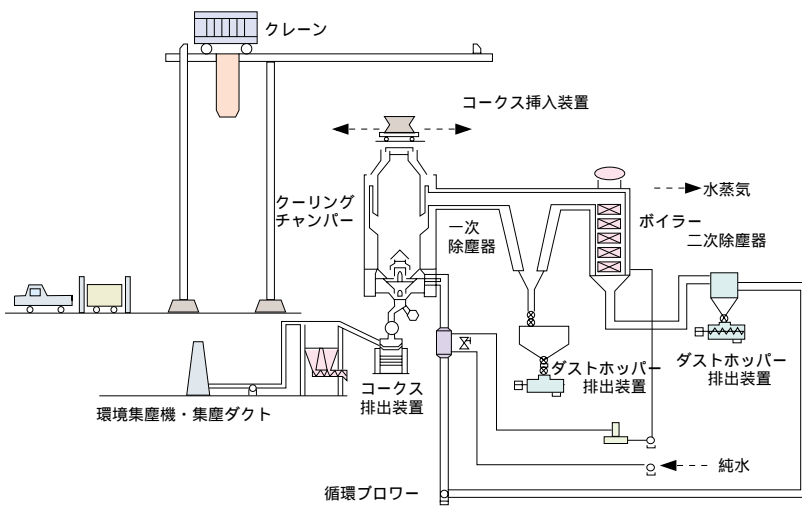 クレーン
コークス挿入装置
クーリング
チャンパー
一次
除塵器
水蒸気
ボイラー
二次除塵器
ダストホッパー
排出装置
ダストホッパー
排出装置
コークス
排出装置
環境集塵機・集塵ダクト
純水
循環ブロワー